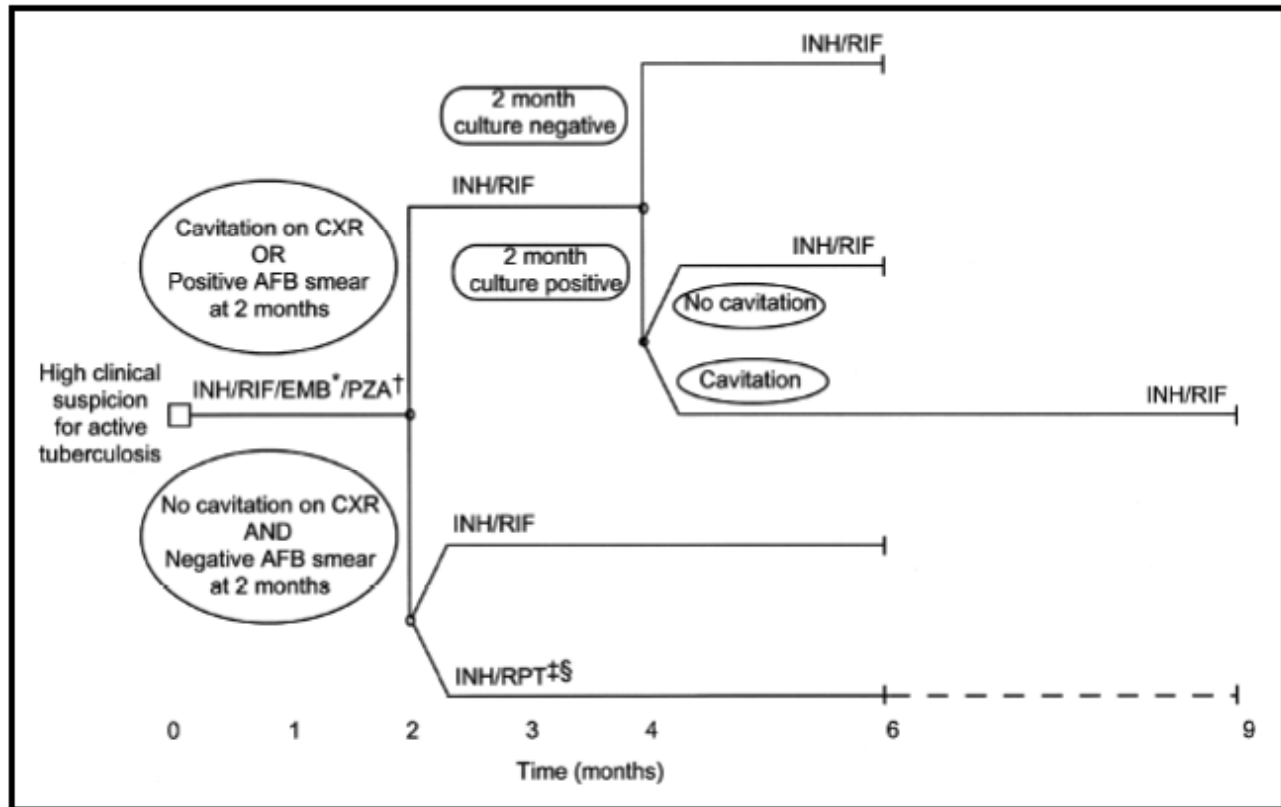 INH/RIF
2 month
culture negative
INH/RIF
Cavitation on CXR
OR
Positive AFB smear
at 2 months
2 month
culture positive
INH/RIF
No cavitation
High clinical
suspicion
for active
tuberculosis
INH/RIF/EMB*/PZA†
Cavitation
INH/RIF
No cavitation on CXR
AND
Negative AFB smear
at 2 months
INH/RIF
INH/RPT‡§
0 1 2 3 4 6 9
Time (months)